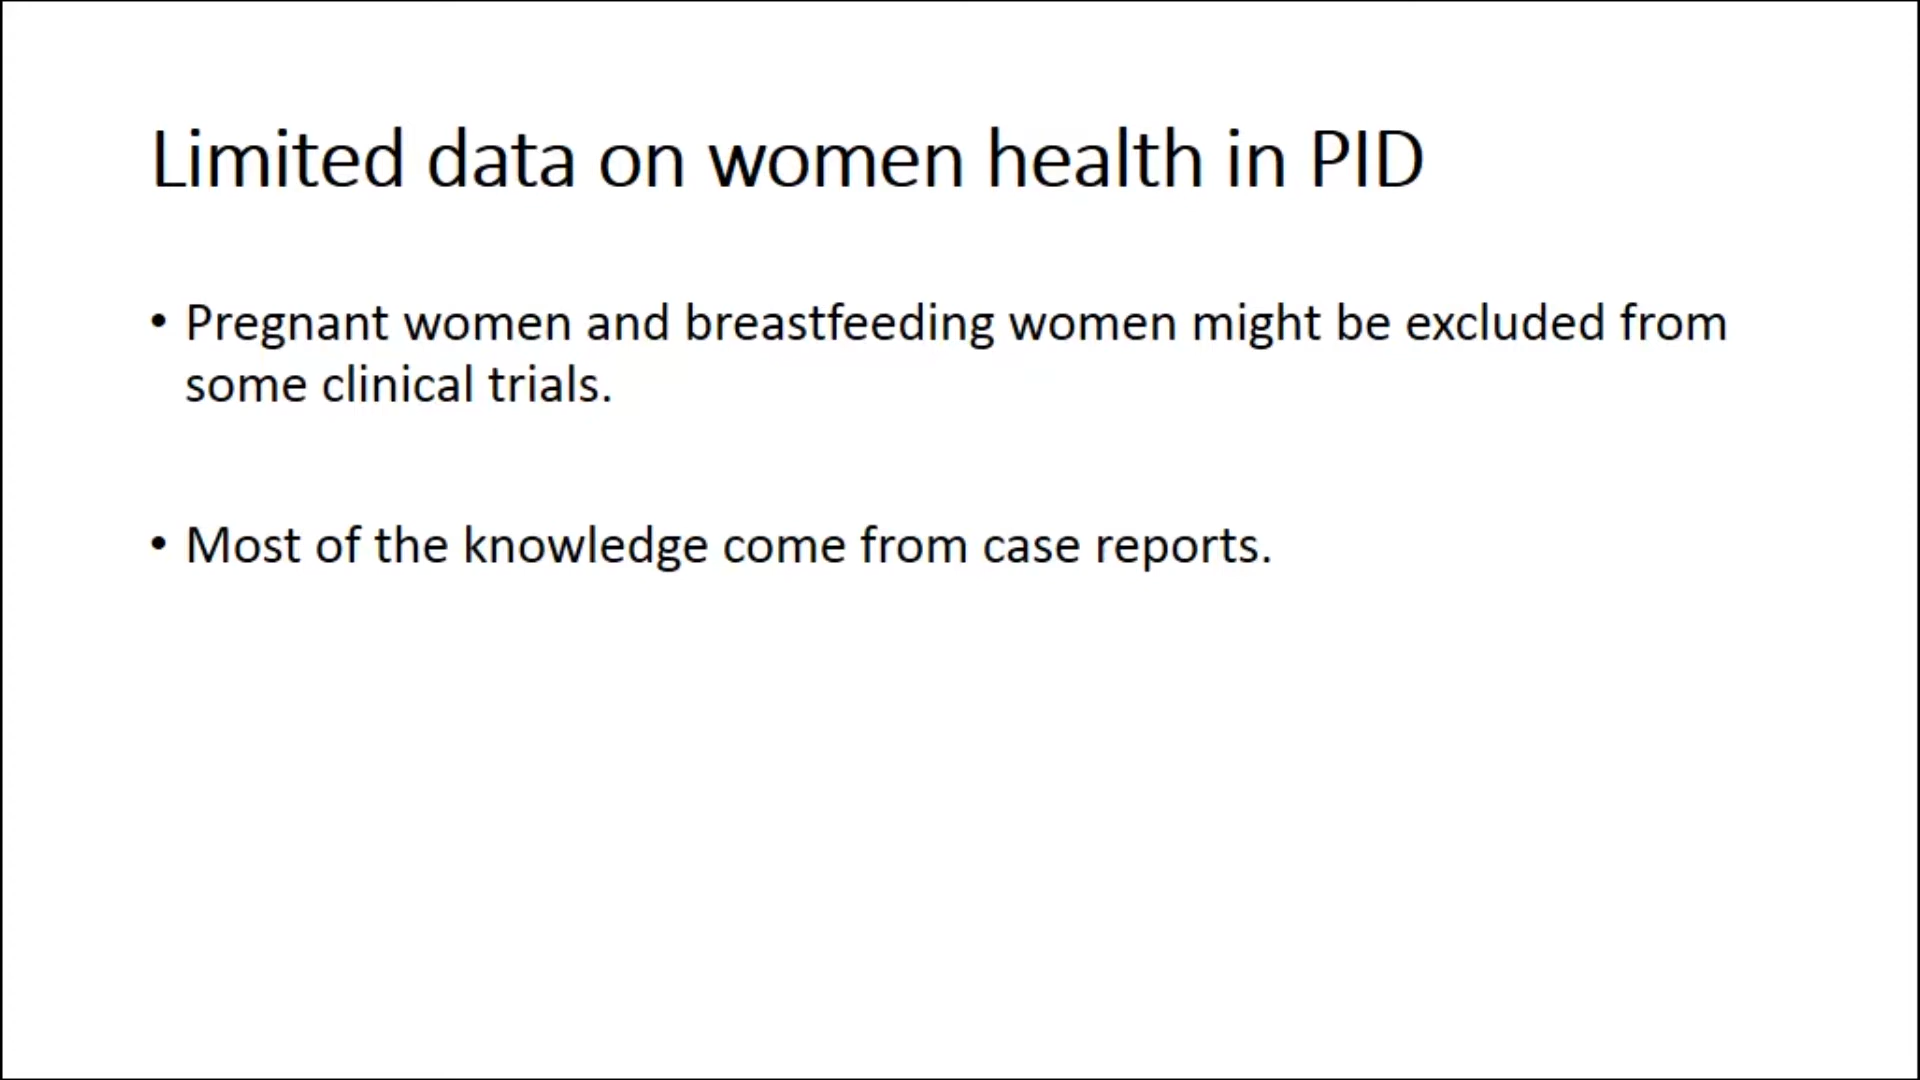 Limited data on women health in PID
• Pregnant women and breastfeeding women might be excluded from
some clinical trials.
• Most of the knowledge come from case reports.